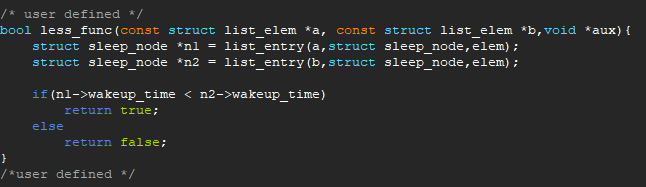 /* user defined */
bool less_func(const struct list_elem *a, const struct list_elem *b,void *aux){
    struct sleep_node *n1 = list_entry(a,struct sleep_node,elem);
    struct sleep_node *n2 = list_entry(b,struct sleep_node,elem);

    if(n1->wakeup_time < n2->wakeup_time)
        return true;
    else
        return false;
}
/*user defined */